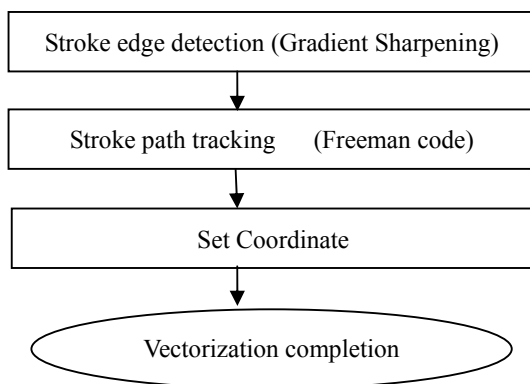 Stroke edge detection (Gradient Sharpening)
Stroke path tracking (Freeman code)
Set Coordinate
Vectorization completion